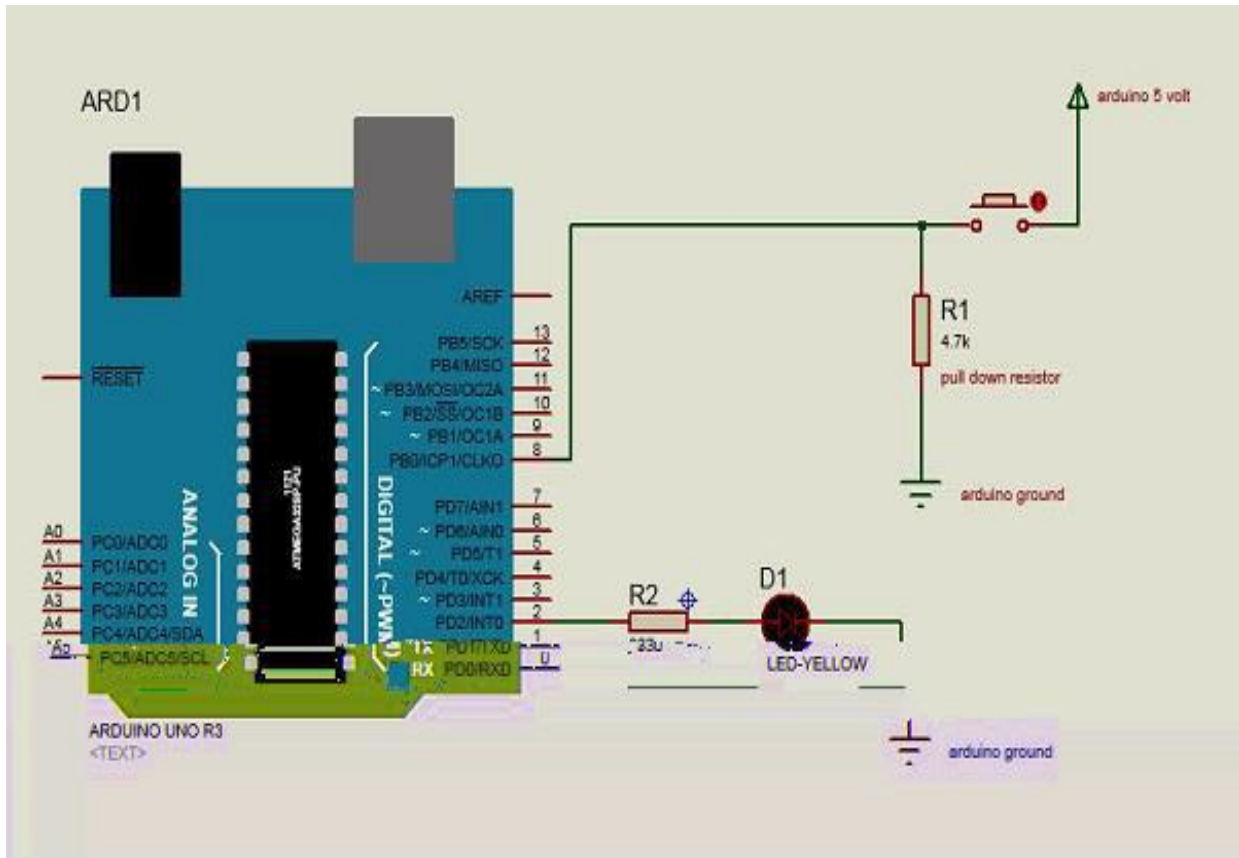 ARD1
arduino 5 volt
AREF
RESET
13
PB5/SCK
12
PB4/MISO
11
~ PB3/MOSI/OC2A
10
~ PB2/SS/OC1B
9
~ PB1/OC1A
8
PB0/ICP1/CLKO
R1
4.7k
pull down resistor
arduino ground
7
PD7/AIN1
6
~ PD6/AIN0
5
~ PD5/T1
4
PD4/T0/XCK
3
~ PD3/INT1
2
PD2/INT0
1
PD1/TXD
0
PD0/RXD
TX
RX
ANALOG IN
DIGITAL (~PWM)
1121
ATMEGA328P-PU
A0
PC0/ADC0
A1
PC1/ADC1
A2
PC2/ADC2
A3
PC3/ADC3
A4
PC4/ADC4/SDA
PC5/ADC5/SCL
R2
D1
LED-YELLOW
ARDUINO UNO R3
<TEXT>
arduino ground